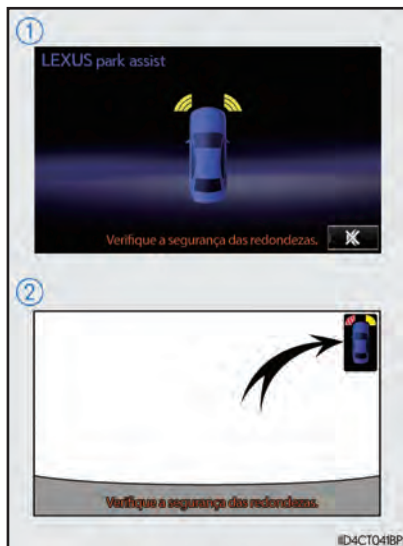 1
LEXUS park assist
Verifique a segurança das redondezas.
2
Verifique a segurança das redondezas.
IID4CT041BP